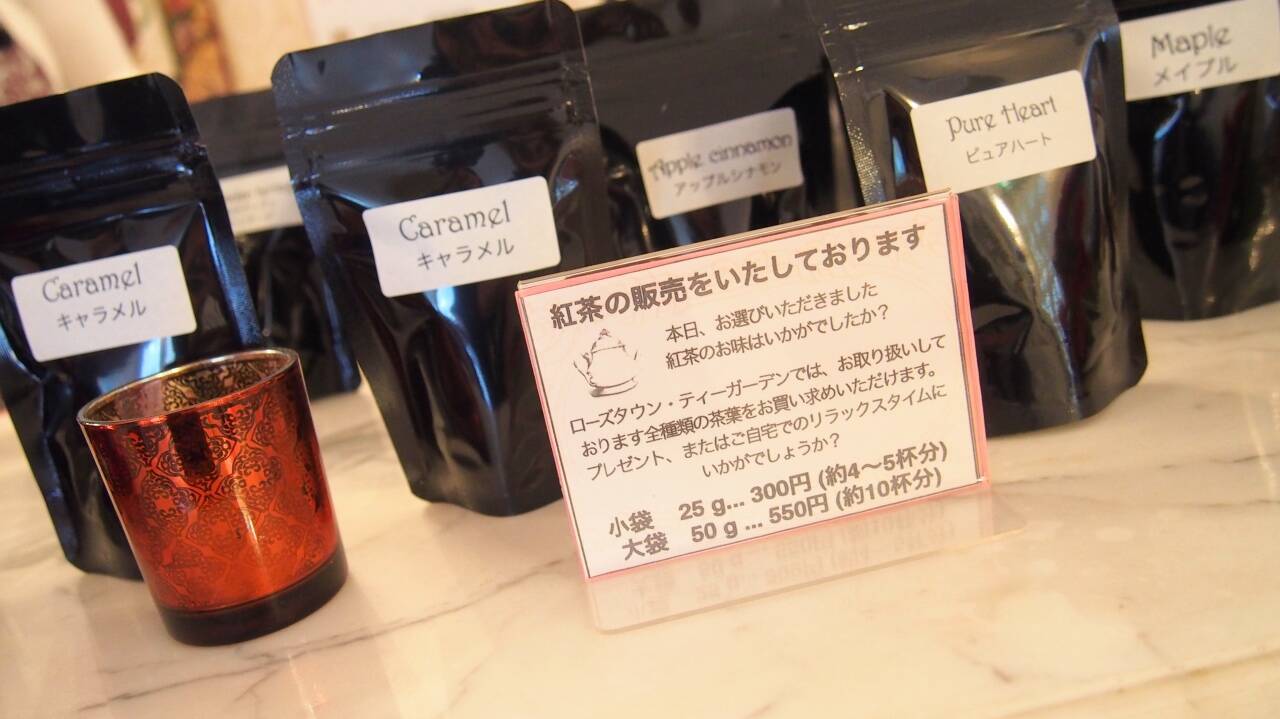 Caramel
キャラメル
Caramel
キャラメル
Apple cinnamon
アップルシナモン
Pure Heart
ピュアハート
Maple
メイプル
紅茶の販売をいたしております
本日、お選びいただきました
紅茶のお味はいかがでしたか？
ローズタウン・ティーガーデンでは、お取り扱いして
おります全種類の茶葉をお買い求めいただけます。
プレゼント、またはご自宅でのリラックスタイムに
いかがでしょうか？
小袋 25 g... 300円 (約4～5杯分)
大袋 50 g ... 550円 (約10杯分)